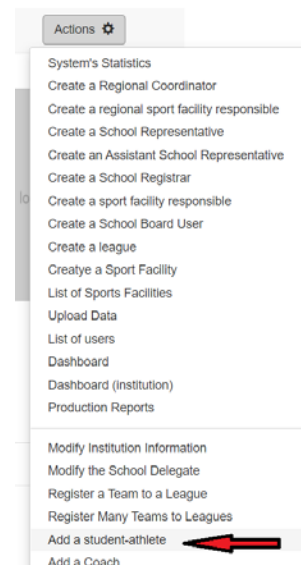 Actions
System's Statistics
Create a Regional Coordinator
Create a regional sport facility responsible
Create a School Representative
Create an Assistant School Representative
Create a School Registrar
lo
Create a sport facility responsible
Create a School Board User
Create a league
Creatye a Sport Facility
List of Sports Facilities
Upload Data
List of users
Dashboard
Dashboard (institution)
Production Reports
Modify Institution Information
Modify the School Delegate
Register a Team to a League
Register Many Teams to Leagues
Add a student-athlete
Add a Coach